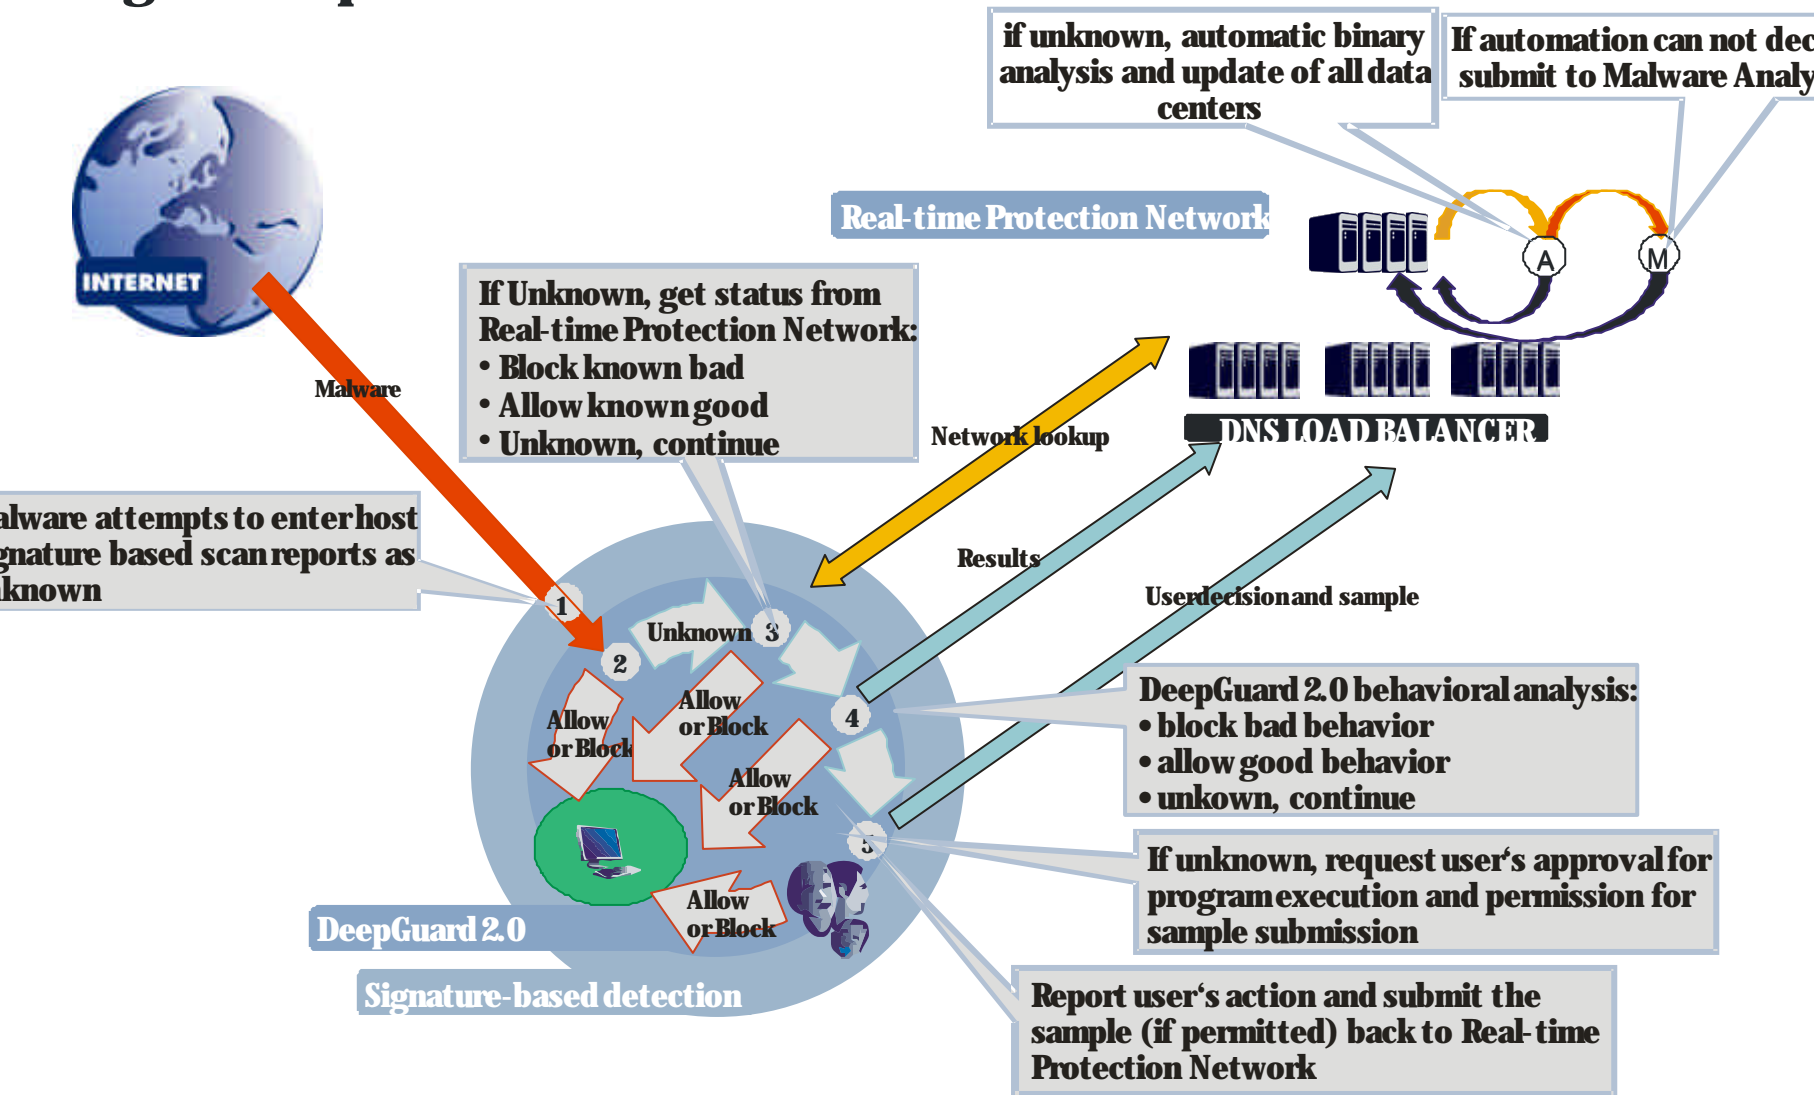 if unknown, automatic binary
analysis and update of all data
centers
If automation can not
submit to Malware
Real-time Protection Network
INTERNET
A
M
If Unknown, get status from
Real-time Protection Network:
• Block known bad
• Allow known good
• Unknown, continue
Malware
Network lookup
DNS LOAD BALANCER
attempts to enter host
based scan reports as
Results
User decision and sample
1
2
Unknown
3
4
5
Allow
or Block
Allow
or Block
Allow
or Block
Allow
or Block
DeepGuard 2.0 behavioral analysis:
• block bad behavior
• allow good behavior
• unkown, continue
If unknown, request user‘s approval for
program execution and permission for
sample submission
DeepGuard 2.0
Signature-based detection
Report user‘s action and submit the
sample (if permitted) back to Real-time
Protection Network